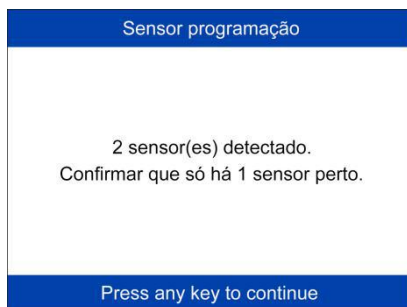 Sensor programação
2 sensor(es) detectado.
Confirmar que só há 1 sensor perto.
Press any key to continue